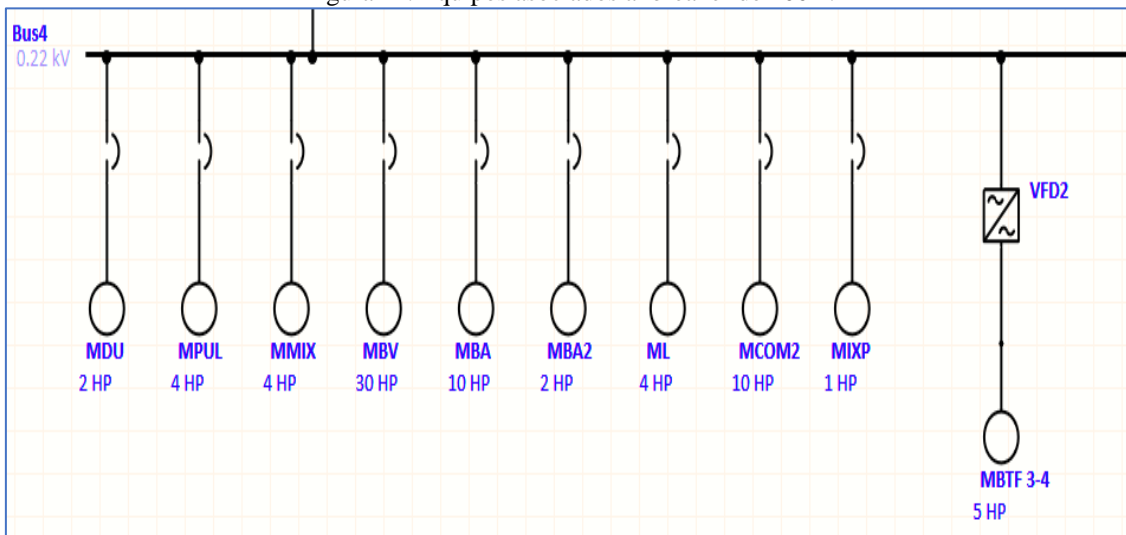 Bus4
0.22 kV
VFD2
MDU MPUL MMIX MBV MBA MBA2 ML MCOM2 MIXP
2 HP 4 HP 4 HP 30 HP 10 HP 2 HP 4 HP 10 HP 1 HP
MBTF 3-4
5 HP